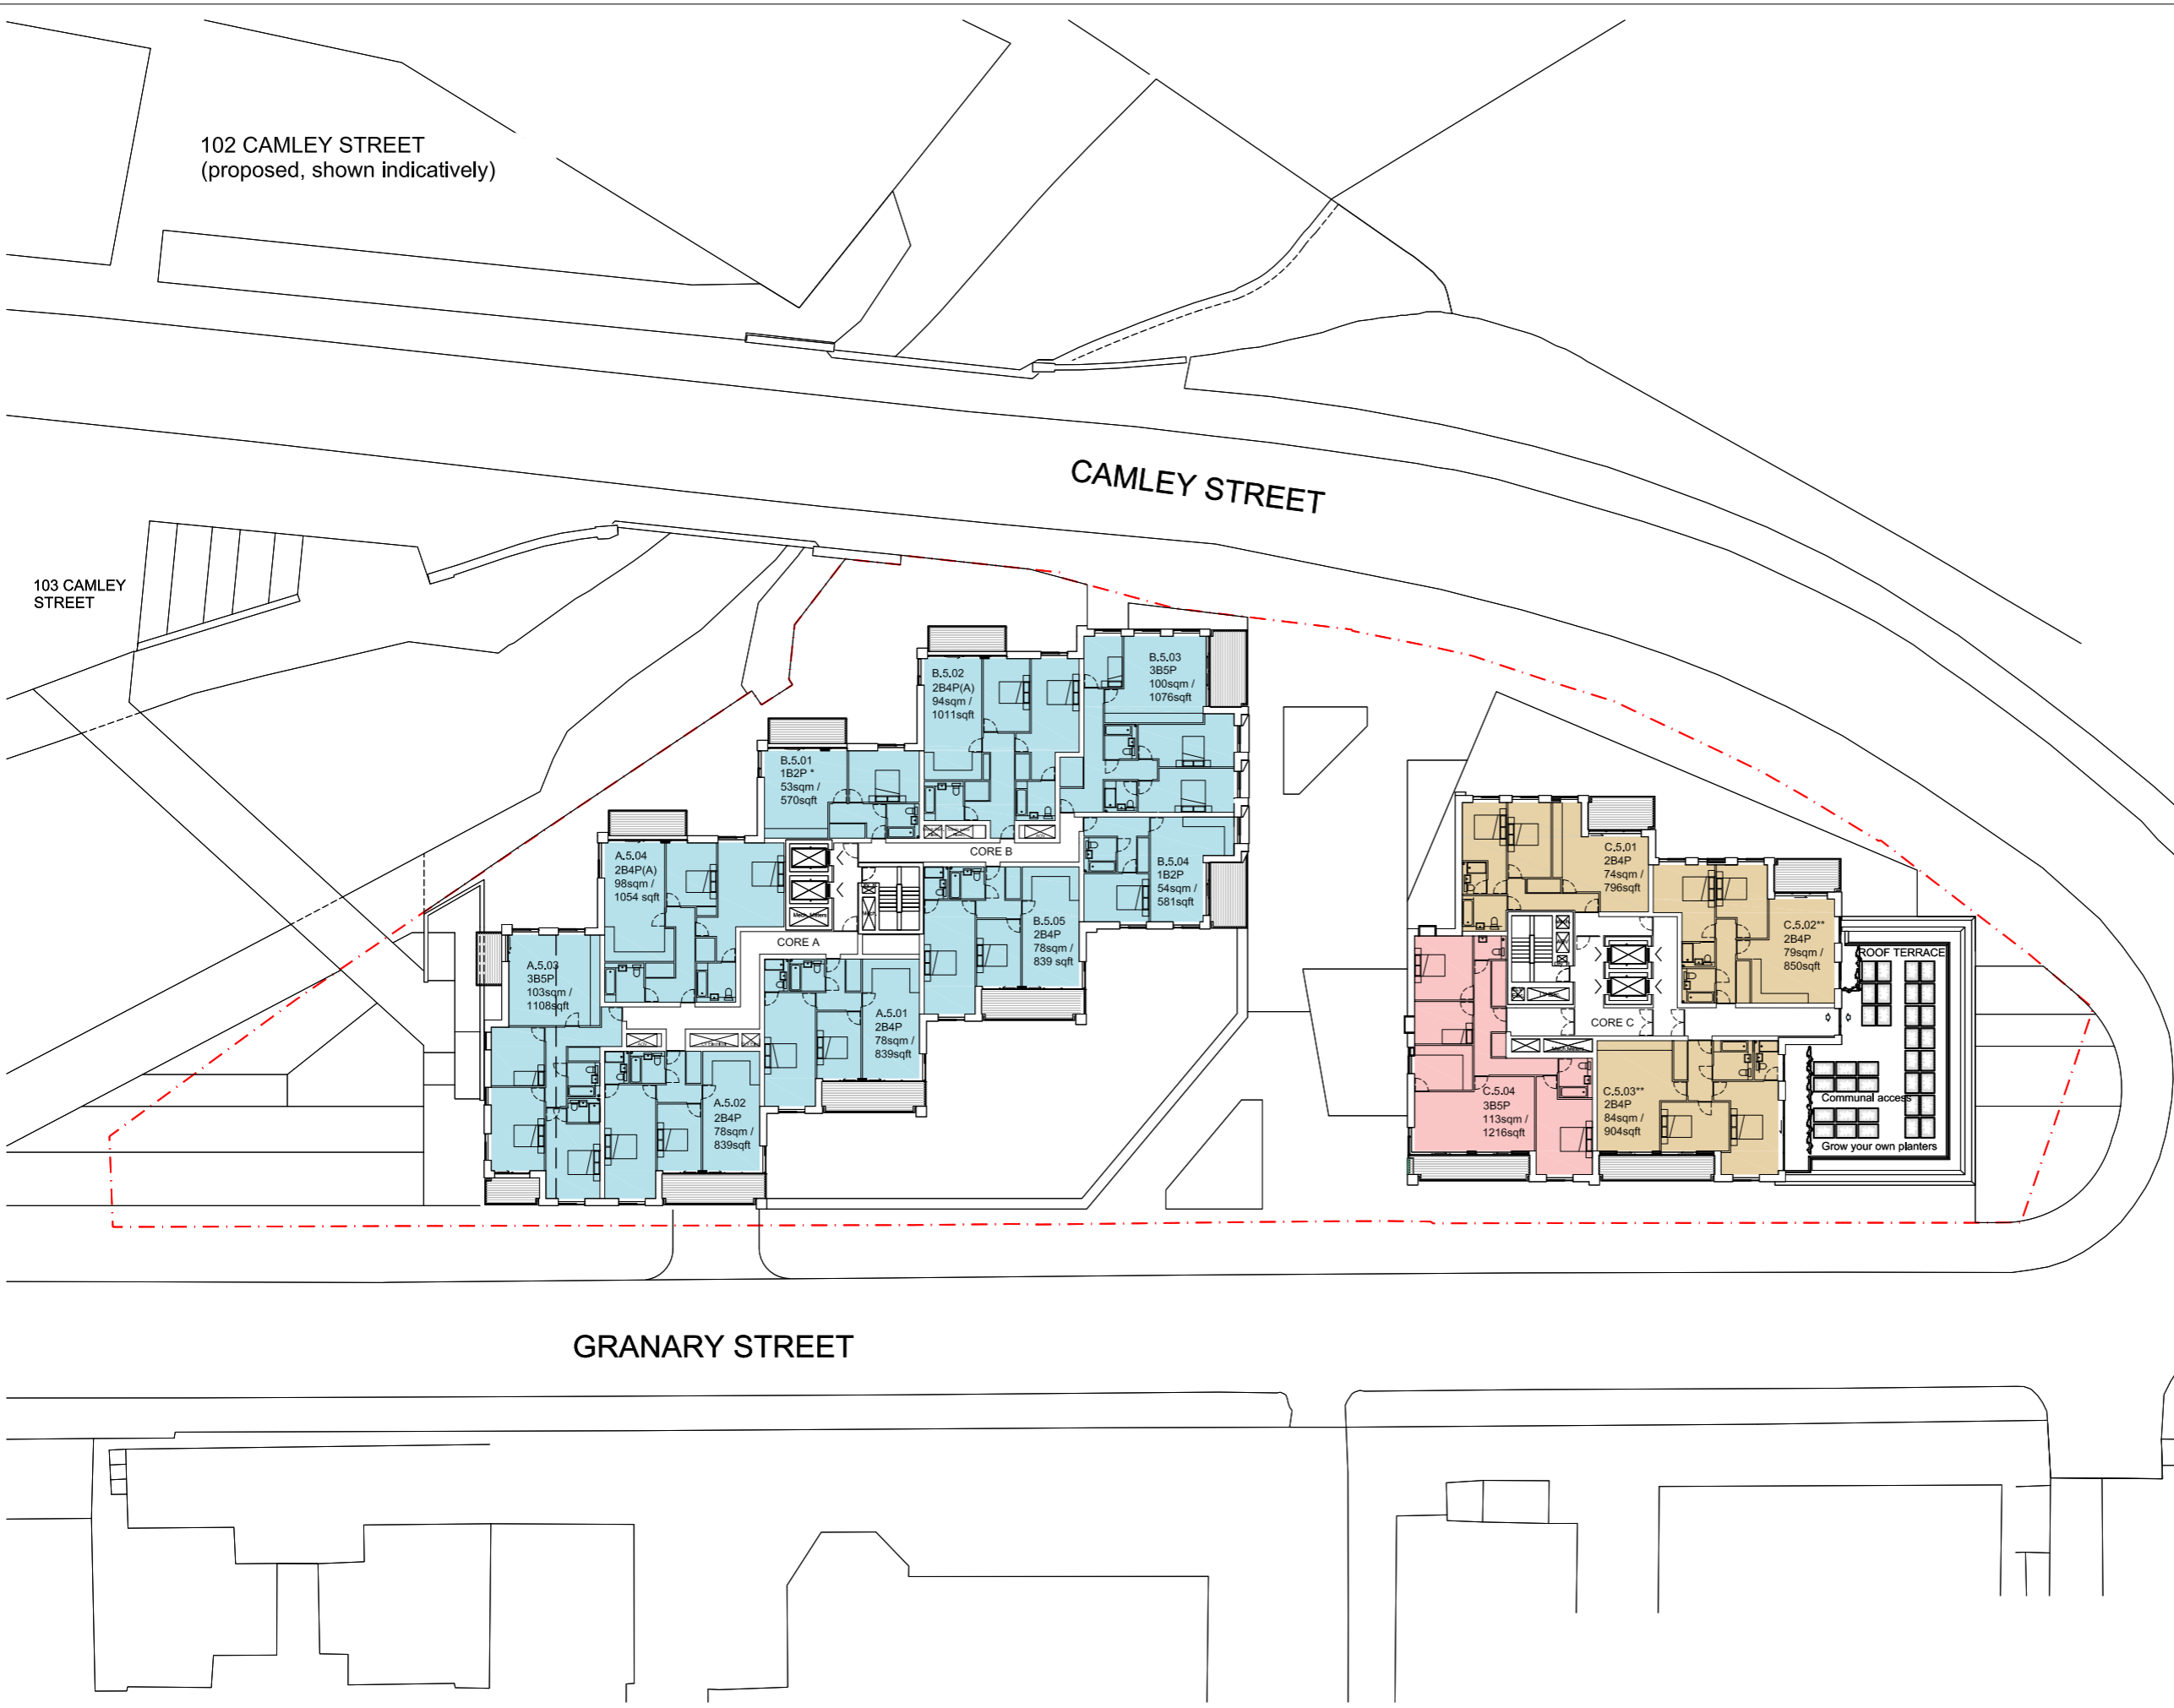 102 CAMLEY STREET
(proposed, shown indicatively)
CAMLEY STREET
103 CAMLEY
STREET
B.5.03
3B5P
100sqm /
1076sqft
B.5.02
2B4P(A)
94sqm /
1011sqft
B.5.01
1B2P *
53sqm /
570sqft
CORE B
B.5.04
1B2P
54sqm /
581sqft
A.5.04
2B4P(A)
98sqm /
1054 sqft
B.5.05
2B4P
78sqm /
839 sqft
CORE A
A.5.03
3B5P
103sqm /
1108sqft
A.5.01
2B4P
78sqm /
839sqft
A.5.02
2B4P
78sqm /
839sqft
C.5.01
2B4P
74sqm /
796sqft
C.5.02**
2B4P
79sqm /
850sqft
ROOF TERRACE
CORE C
C.5.04
3B5P
113sqm /
1216sqft
C.5.03**
2B4P
84sqm /
904sqft
Communal access
Grow your own planters
GRANARY STREET